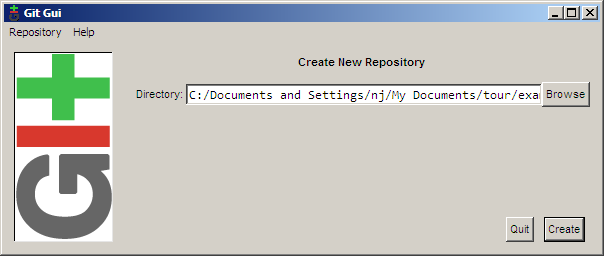 Git Gui
Repository Help
Create New Repository
Directory: C:/Documents and Settings/nj/My Documents/tour/exa Browse
GIT
Quit Create